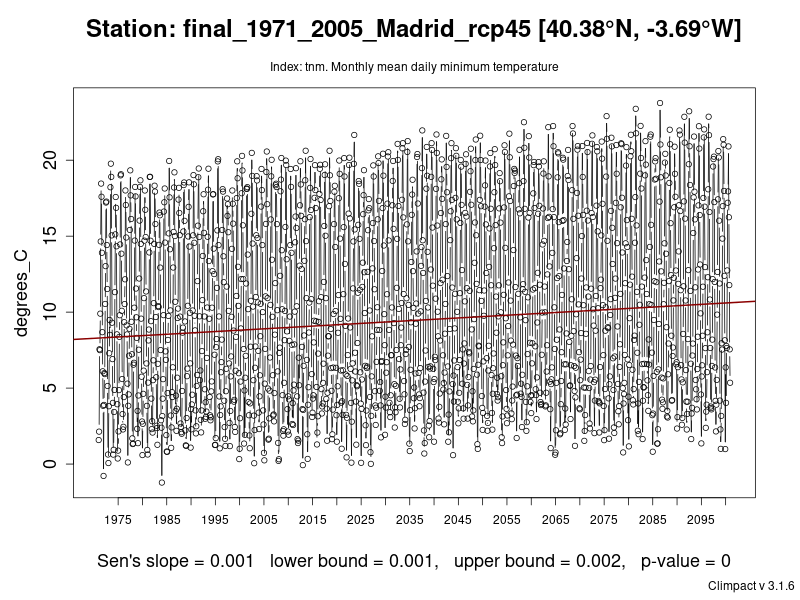 Station: final_1971_2005_Madrid_rcp45 [40.38°N, -3.69°W]
Index: tnm. Monthly mean daily minimum temperature
degrees_C
20
15
10
5
0
1975 1985 1995 2005 2015 2025 2035 2045 2055 2065 2075 2085 2095
Sen's slope = 0.001 lower bound = 0.001, upper bound = 0.002, p-value = 0
Climpact v 3.1.6